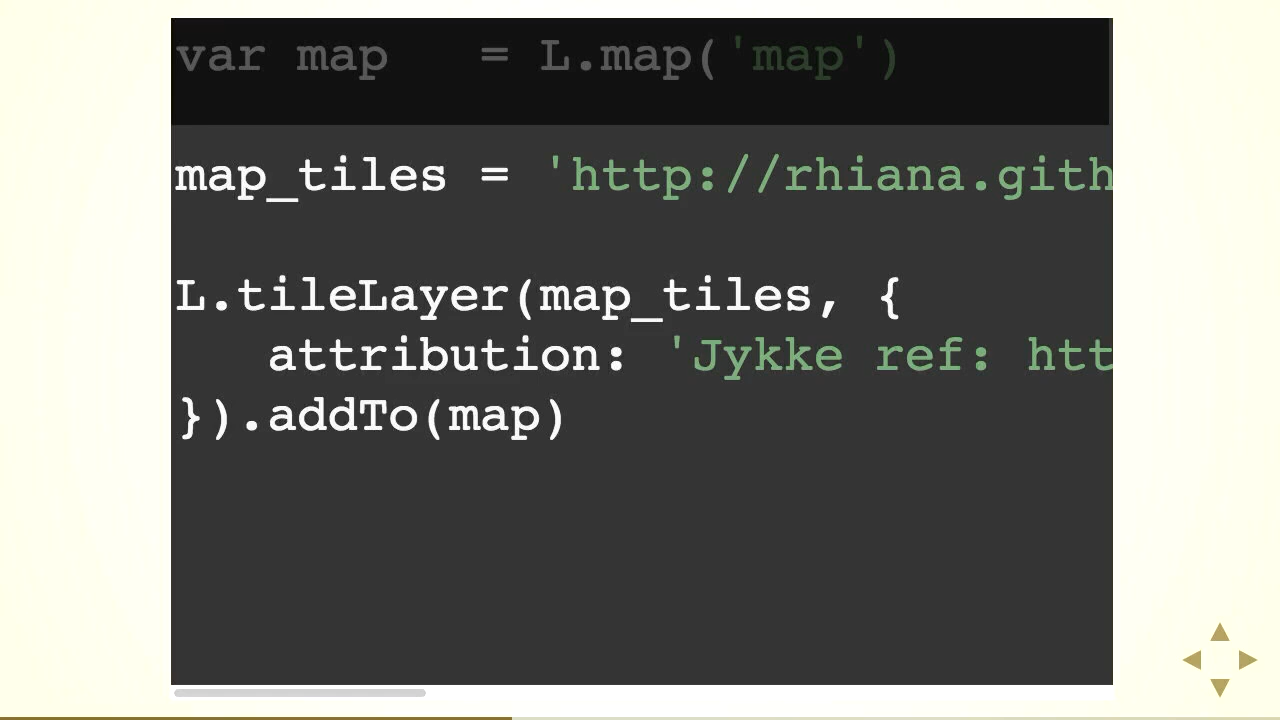 var map   = L.map('map')
map_tiles = 'http://rhiana.gith
L.tileLayer(map_tiles, {
   attribution: 'Jykke ref: htt
}).addTo(map)